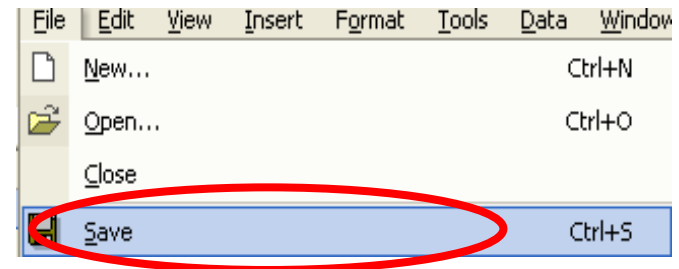 File Edit View Insert Format Tools Data Window
New... Ctrl+N
Open... Ctrl+O
Close
Save Ctrl+S